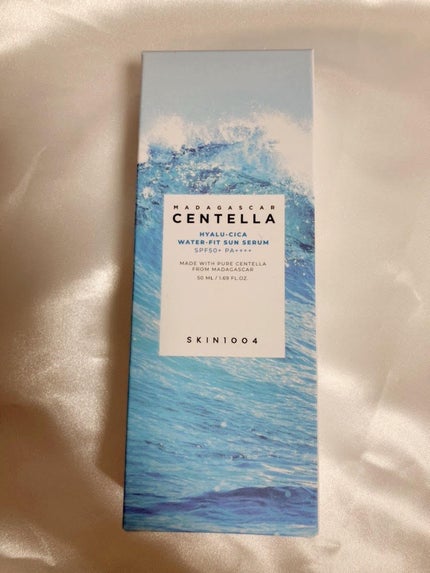 MADAGASCAR
CENTELLA
HYALU-CICA
WATER-FIT SUN SERUM
SPF50+ PA++++
MADE WITH PURE CENTELLA
FROM MADAGASCAR
50 ML / 1.69 FL.OZ.
SKIN1004